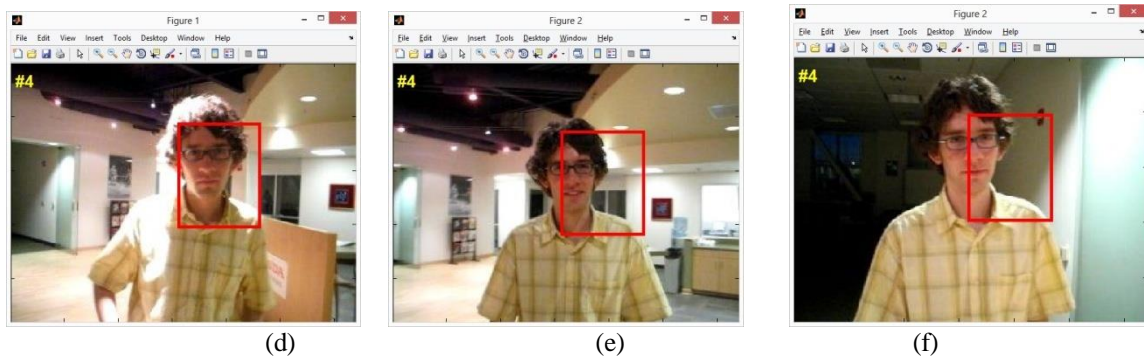 Figure 1
File Edit View Insert Tools Desktop Window Help
#4
(d)
Figure 2
File Edit View Insert Tools Desktop Window Help
#4
(e)
Figure 2
File Edit View Insert Tools Desktop Window Help
#4
(f)